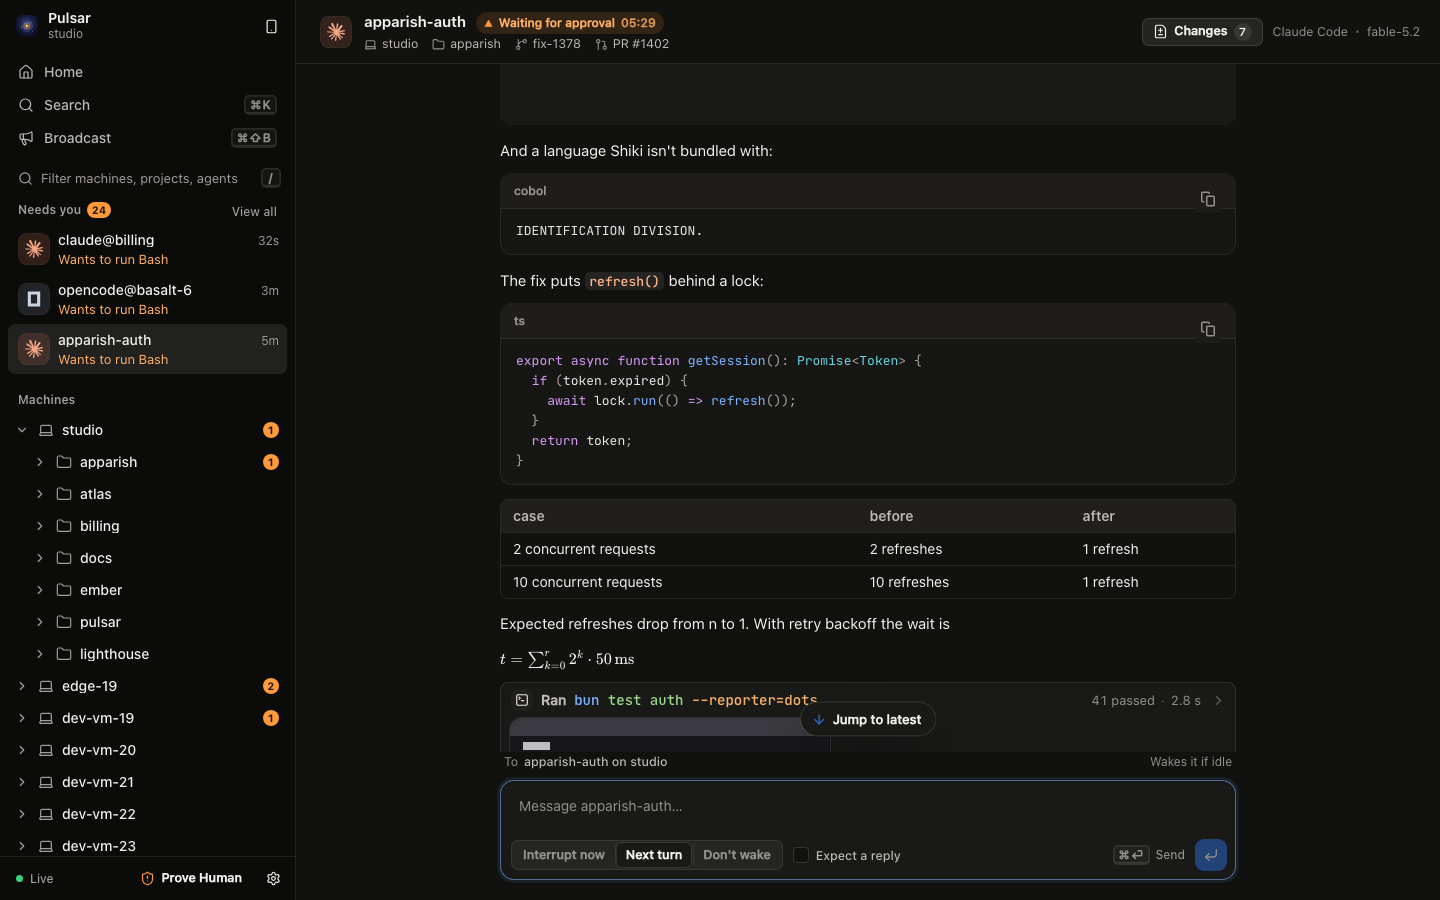 Pulsar
studio
Home
Search ⌘K
Broadcast ⌘⇧B
Filter machines, projects, agents /
Needs you 24 View all
claude@billing 32s
Wants to run Bash
opencode@basalt-6 3m
Wants to run Bash
apparish-auth 5m
Wants to run Bash
Machines
studio 1
apparish 1
atlas
billing
docs
ember
pulsar
lighthouse
edge-19 2
dev-vm-19 1
dev-vm-20
dev-vm-21
dev-vm-22
dev-vm-23
Live Prove Human
apparish-auth Waiting for approval 05:29
studio apparish fix-1378 PR #1402
Changes 7 Claude Code • fable-5.2
And a language Shiki isn't bundled with:
cobol
IDENTIFICATION DIVISION.
The fix puts refresh() behind a lock:
ts
export async function getSession(): Promise<Token> {
if (token.expired) {
await lock.run(() => refresh());
}
return token;
}
case before after
2 concurrent requests 2 refreshes 1 refresh
10 concurrent requests 10 refreshes 1 refresh
Expected refreshes drop from n to 1. With retry backoff the wait is
t = ∑_{k=0}^{r} 2^k · 50 ms
Ran bun test auth --reporter=dots 41 passed · 2.8 s
Jump to latest
To apparish-auth on studio Wakes it if idle
Message apparish-auth...
Interrupt now Next turn Don't wake Expect a reply ⌘↵ Send